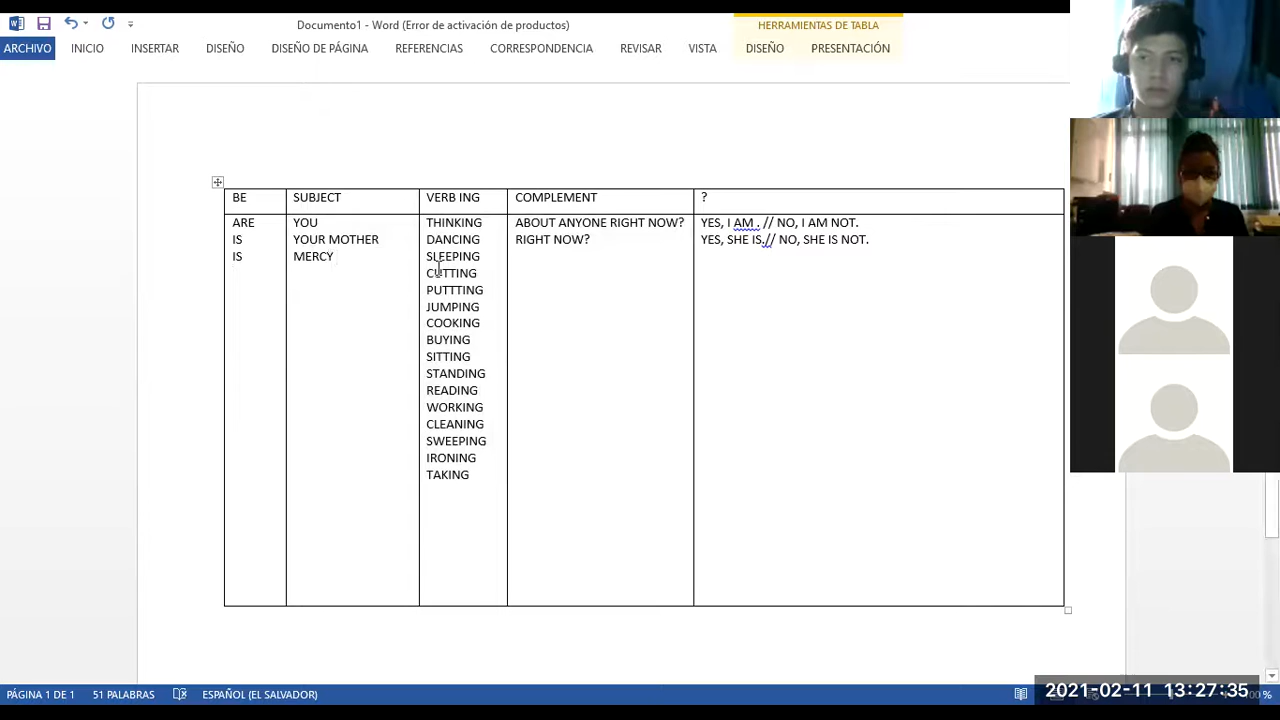 Documento1 - Word (Error de activación de productos)
HERRAMIENTAS DE TABLA
ARCHIVO INICIO INSERTAR DISEÑO DISEÑO DE PÁGINA REFERENCIAS CORRESPONDENCIA REVISAR VISTA DISEÑO PRESENTACIÓN
BE SUBJECT VERB ING COMPLEMENT ?
ARE YOU THINKING ABOUT ANYONE RIGHT NOW? YES, I AM , // NO, I AM NOT.
IS YOUR MOTHER DANCING RIGHT NOW? YES, SHE IS.// NO, SHE IS NOT.
IS MERCY SLEEPING
CUTTING
PUTTTING
JUMPING
COOKING
BUYING
SITTING
STANDING
READING
WORKING
CLEANING
SWEEPING
IRONING
TAKING
PÁGINA 1 DE 1 51 PALABRAS ESPAÑOL (EL SALVADOR)
2021-02-11 13:27:35